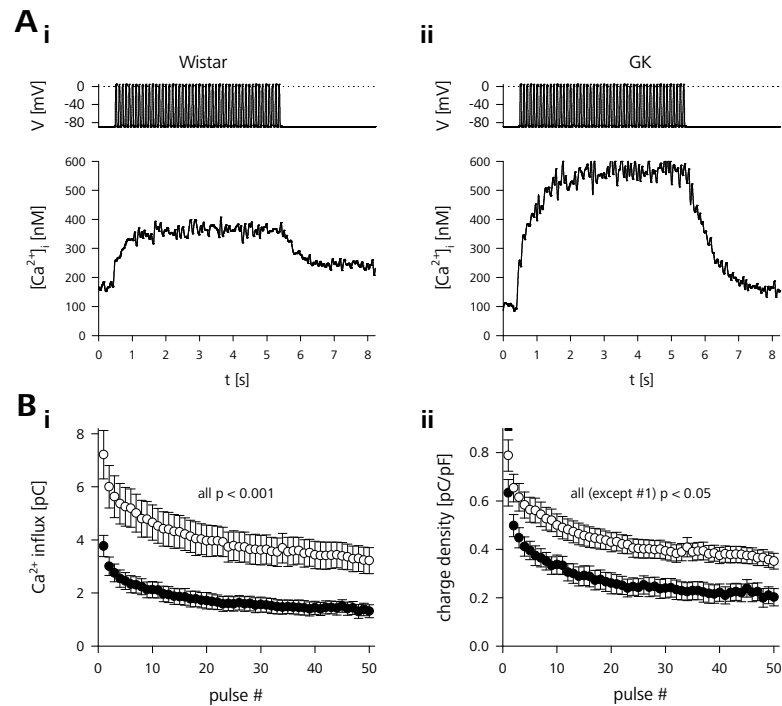 A i
Wistar
V [mV]
0
-40
-80
[Ca2+]i [nM]
600
500
400
300
200
100
0
0 1 2 3 4 5 6 7 8
t [s]
ii
GK
V [mV]
0
-40
-80
[Ca2+]i [nM]
600
500
400
300
200
100
0
0 1 2 3 4 5 6 7 8
t [s]
B i
Ca2+ influx [pC]
8
6
4
2
0
all p < 0.001
0 10 20 30 40 50
pulse #
ii
charge density [pC/pF]
0.8
0.6
0.4
0.2
0.0
all (except #1) p < 0.05
0 10 20 30 40 50
pulse #